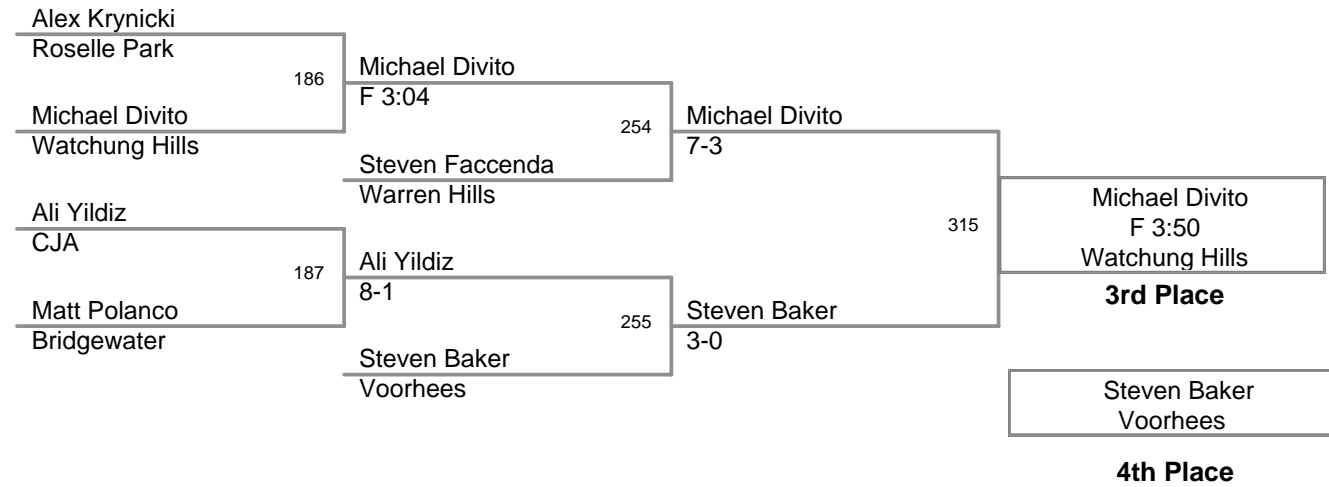 Alex Krynicki
Roselle Park
186
Michael Divito
F 3:04
Michael Divito
Watchung Hills
254
Michael Divito
7-3
Steven Faccenda
Warren Hills
Ali Yildiz
CJA
315
Michael Divito
F 3:50
Watchung Hills
3rd Place
187
Ali Yildiz
8-1
Matt Polanco
Bridgewater
255
Steven Baker
3-0
Steven Baker
Voorhees
Steven Baker
Voorhees
4th Place